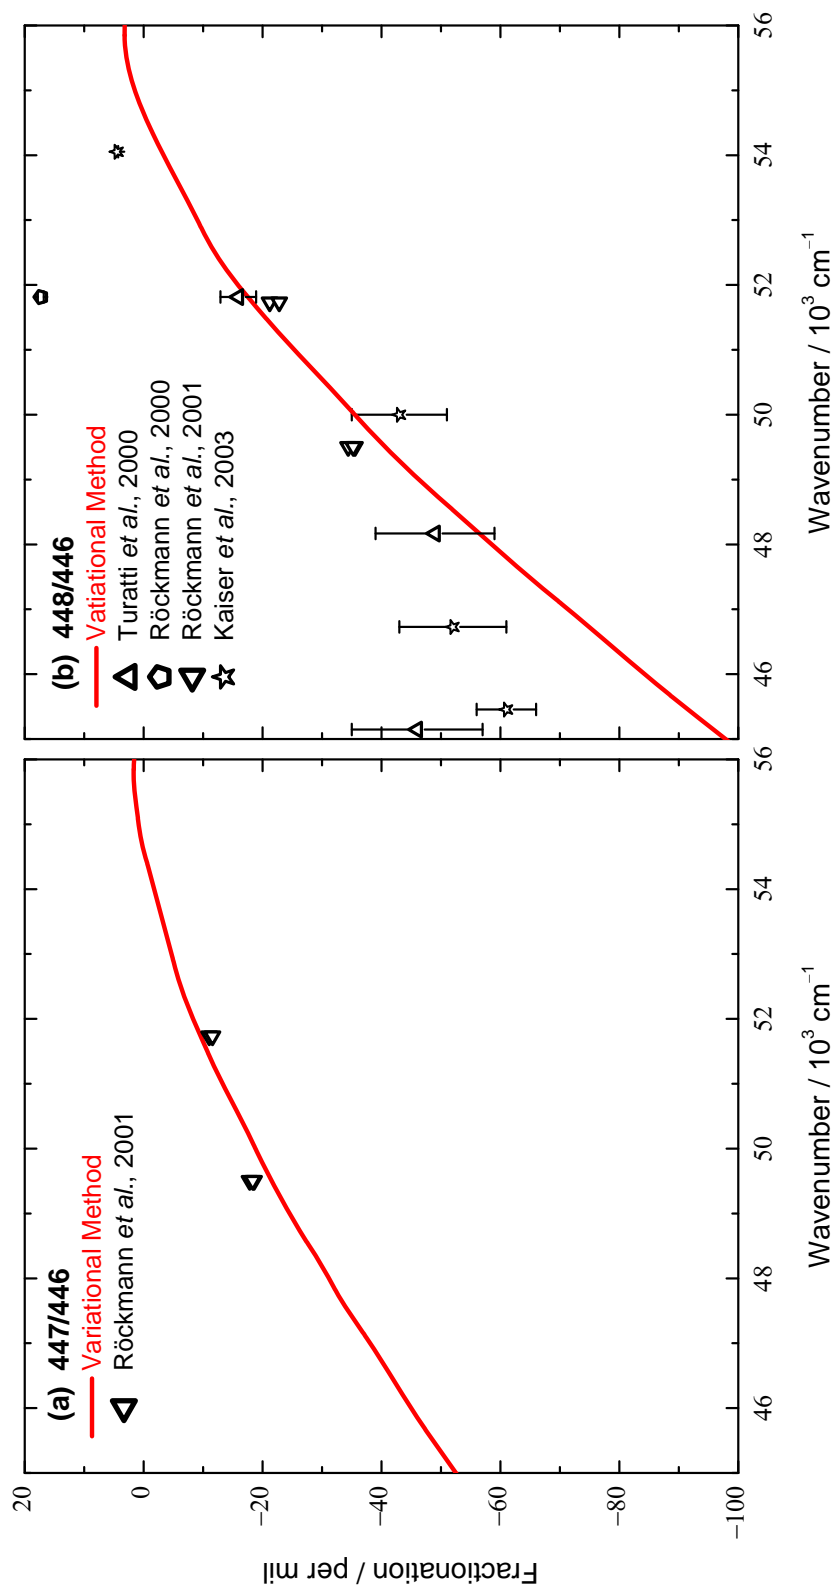 (a) 447/446
Variational Method
Röckmann et al., 2001
20
0
−20
−40
−60
−80
−100
Fractionation / per mil
46
48
50
52
54
56
Wavenumber / 10³ cm⁻¹
(b) 448/446
Vatiational Method
Turatti et al., 2000
Röckmann et al., 2000
Röckmann et al., 2001
Kaiser et al., 2003
46
48
50
52
54
56
Wavenumber / 10³ cm⁻¹